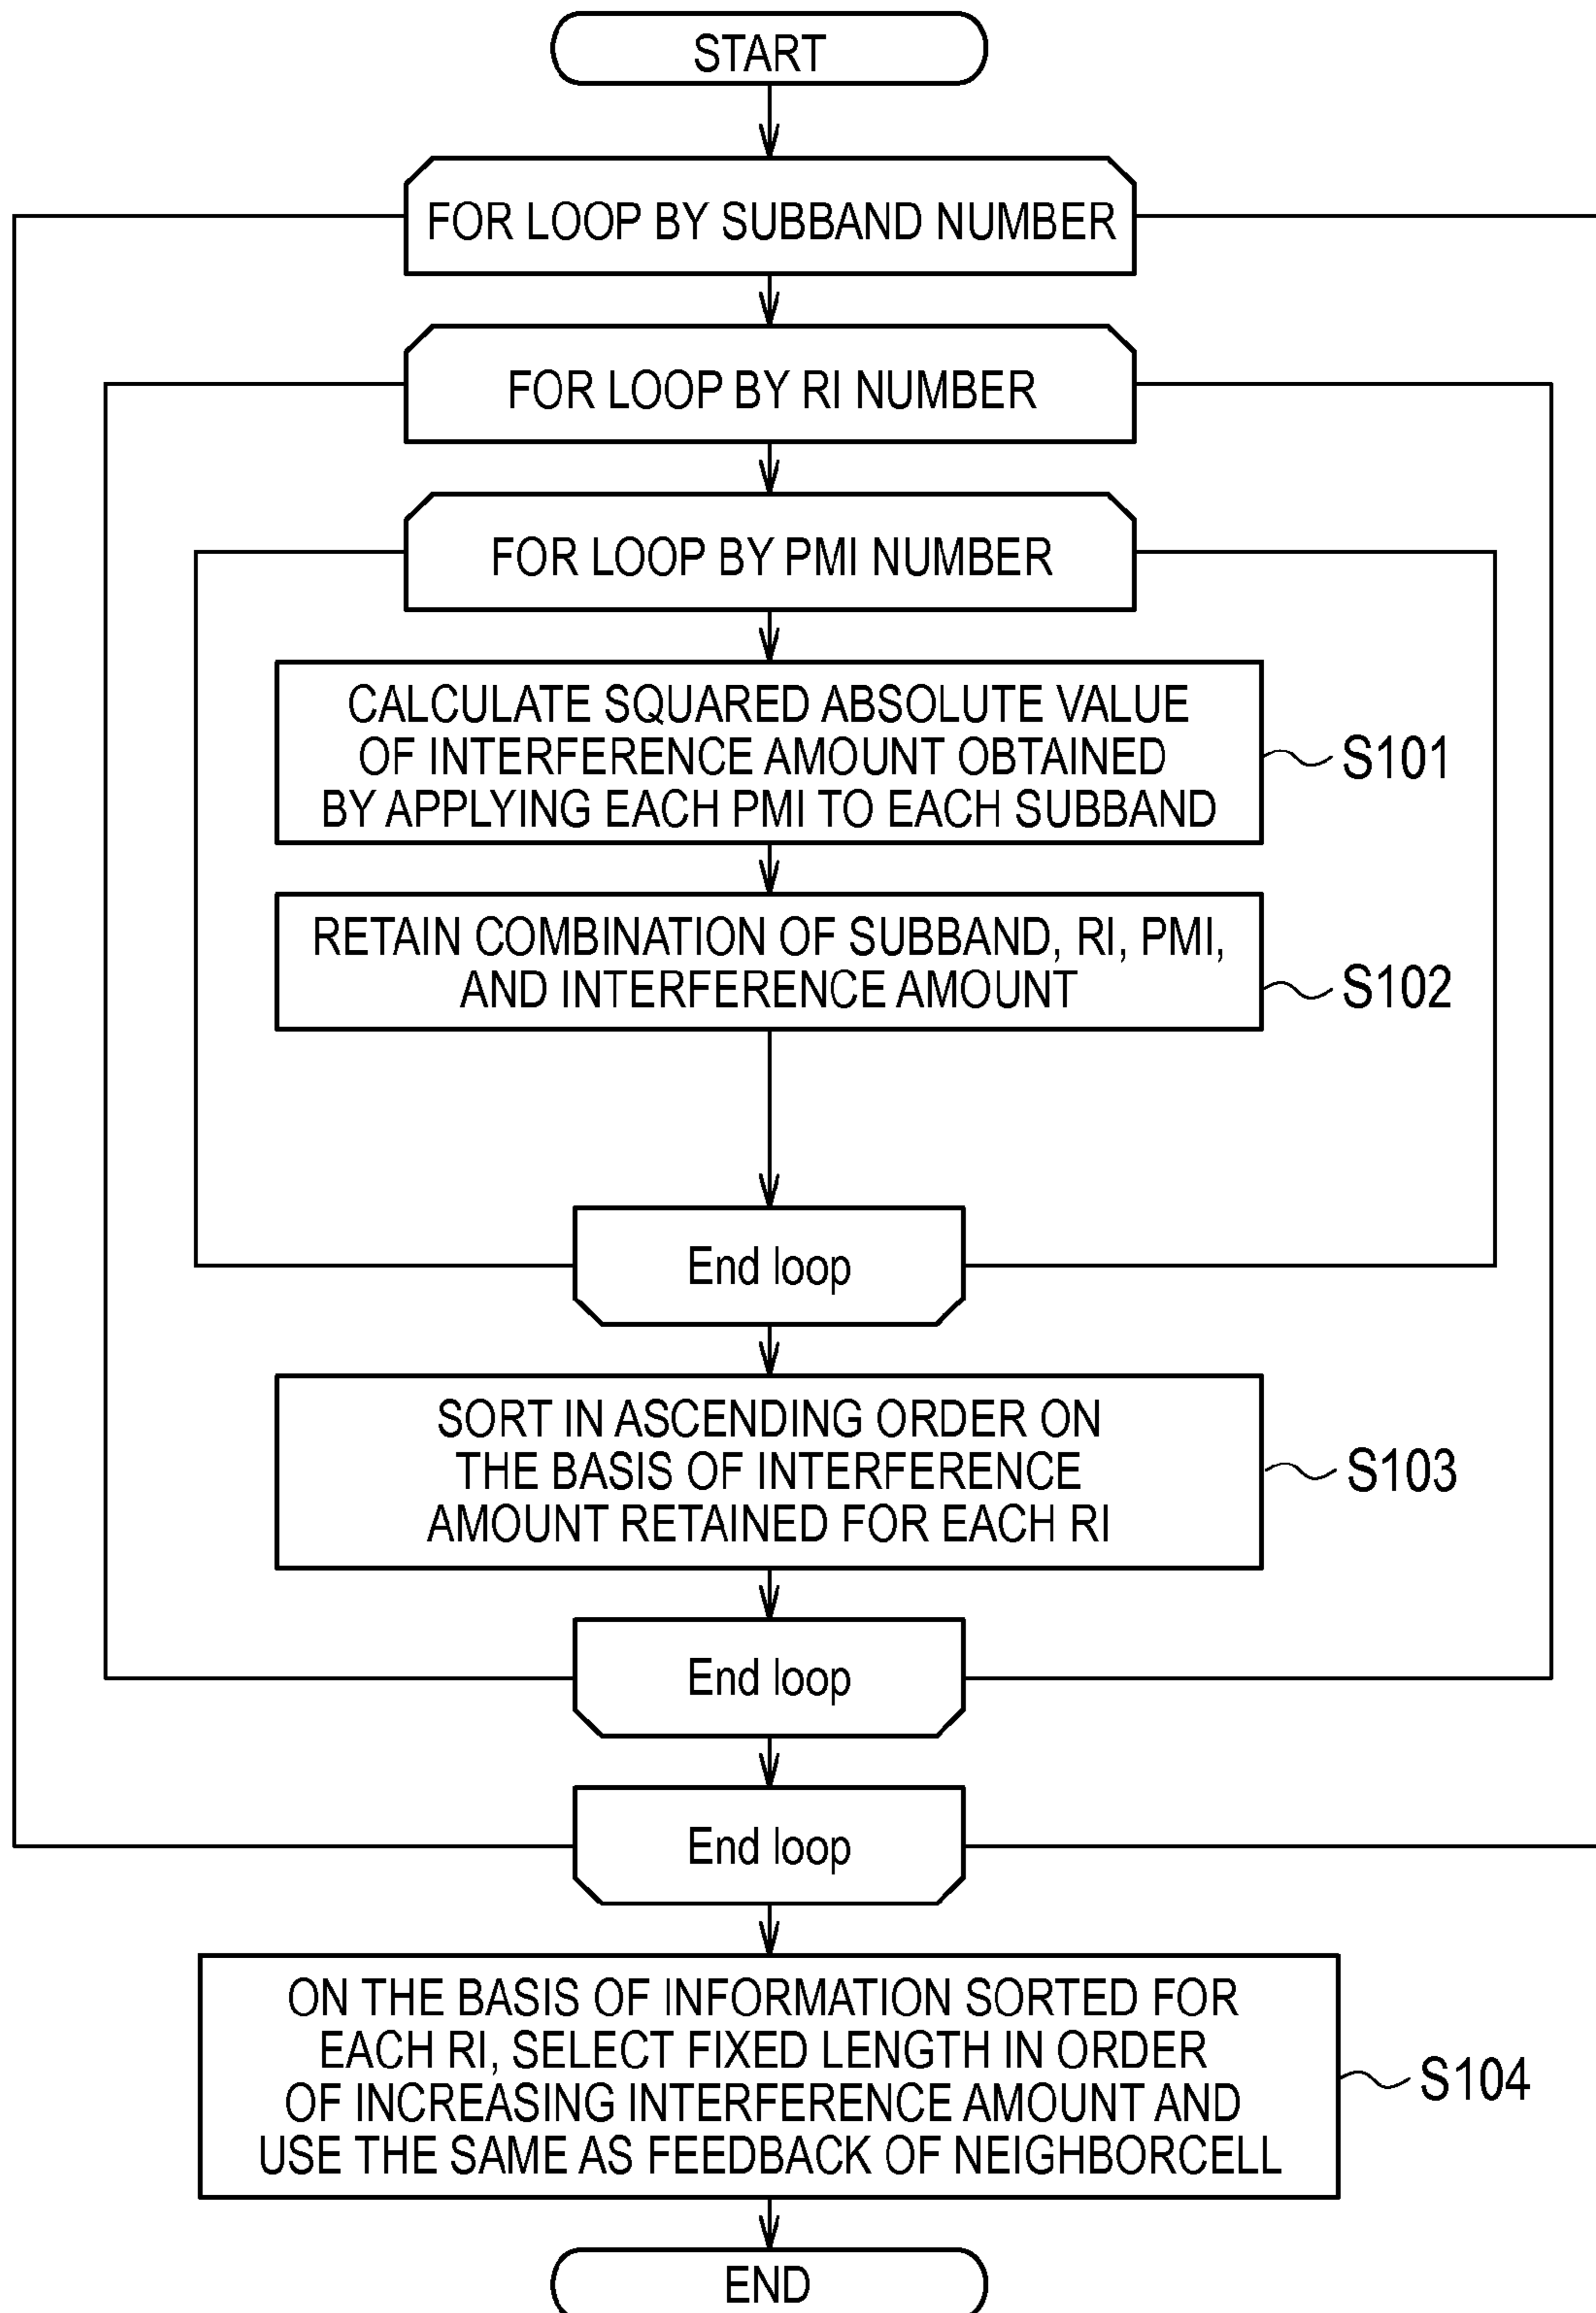 START
FOR LOOP BY SUBBAND NUMBER
FOR LOOP BY RI NUMBER
FOR LOOP BY PMI NUMBER
CALCULATE SQUARED ABSOLUTE VALUE
OF INTERFERENCE AMOUNT OBTAINED
BY APPLYING EACH PMI TO EACH SUBBAND
S101
RETAIN COMBINATION OF SUBBAND, RI, PMI,
AND INTERFERENCE AMOUNT
S102
End loop
SORT IN ASCENDING ORDER ON
THE BASIS OF INTERFERENCE
AMOUNT RETAINED FOR EACH RI
S103
End loop
End loop
ON THE BASIS OF INFORMATION SORTED FOR
EACH RI, SELECT FIXED LENGTH IN ORDER
OF INCREASING INTERFERENCE AMOUNT AND
USE THE SAME AS FEEDBACK OF NEIGHBORCELL
S104
END